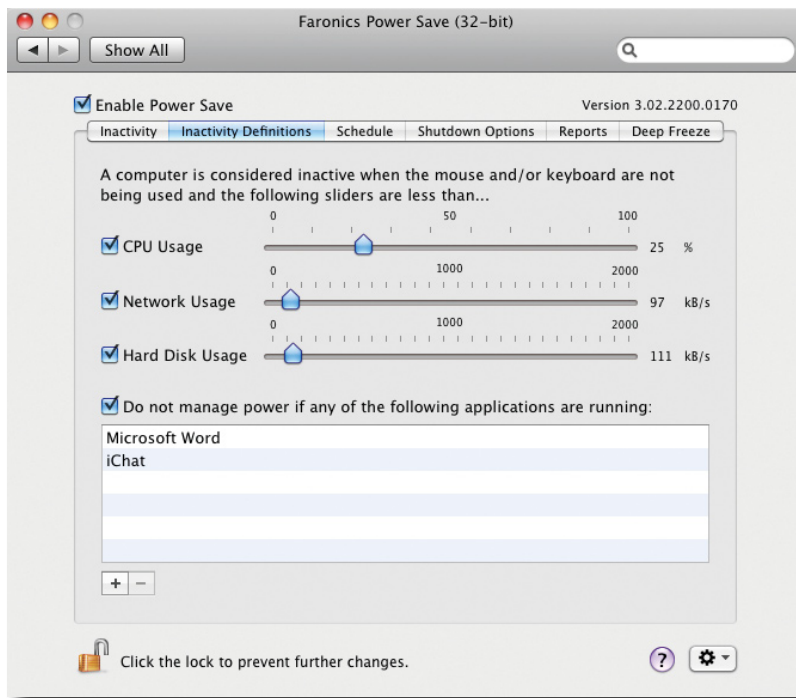 Faronics Power Save (32-bit)
Show All
Enable Power Save
Version 3.02.2200.0170
Inactivity Inactivity Definitions Schedule Shutdown Options Reports Deep Freeze
A computer is considered inactive when the mouse and/or keyboard are not
being used and the following sliders are less than...
0 50 100
CPU Usage 25 %
0 1000 2000
Network Usage 97 kB/s
0 1000 2000
Hard Disk Usage 111 kB/s
Do not manage power if any of the following applications are running:
Microsoft Word
iChat
+ −
Click the lock to prevent further changes.
?